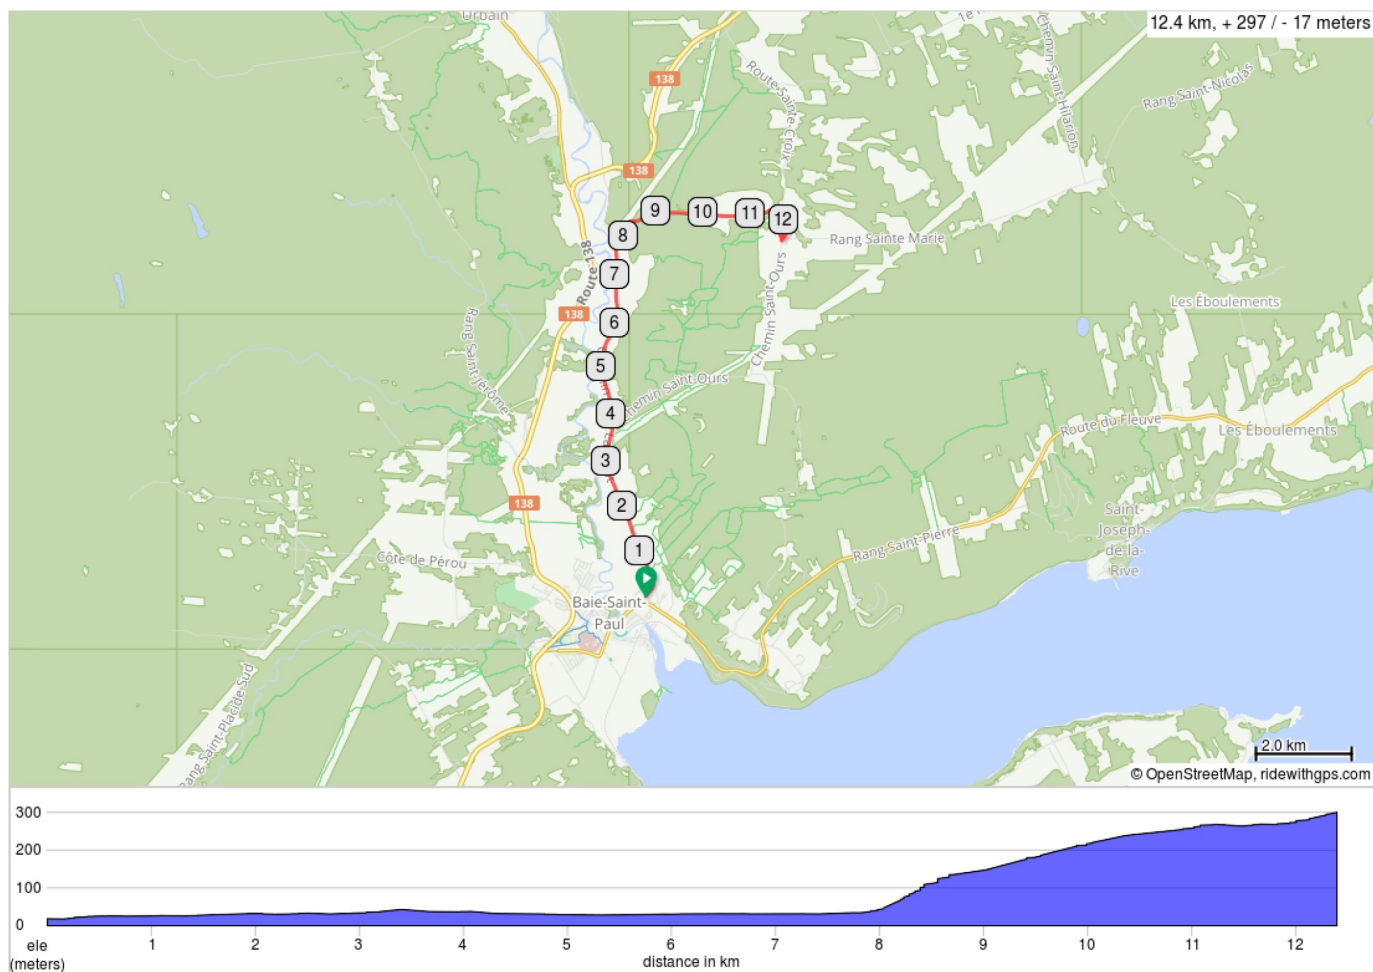 Urbain
1e
12.4 km, + 297 / - 17 meters
138
Route Sainte-Croix
Chemin Saint-Hilarion
Rang Saint-Nicolas
138
9
10
11
12
8
Rang Sainte Marie
Route 138
7
138
6
Chemin Saint-Ours
Les Éboulements
Rang Saint-Jérôme
5
Chemin Saint-Ours
4
Route du Fleuve
Les Éboulements
3
138
2
Saint-
Joseph-
de-la-
Rive
1
Rang Saint-Pierre
Côte de Pérou
Baie-Saint-
Paul
Rang Saint-Placide-Sud
2.0 km
© OpenStreetMap, ridewithgps.com
300
200
100
0
ele
(meters)
1
2
3
4
5
6
7
8
9
10
11
12
distance in km